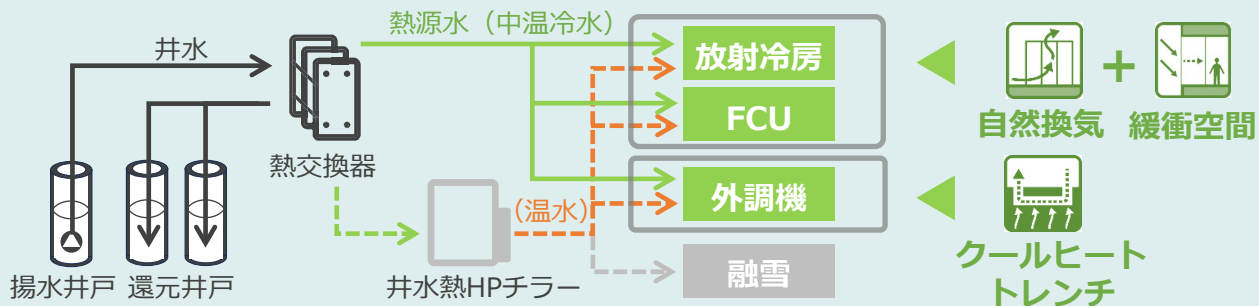 井水
熱源水（中温冷水）
放射冷房
FCU
自然換気
+
緩衝空間
熱交換器
外調機
（温水）
クールヒート
トレンチ
融雪
揚水井戸
還元井戸
井水熱HPチラー